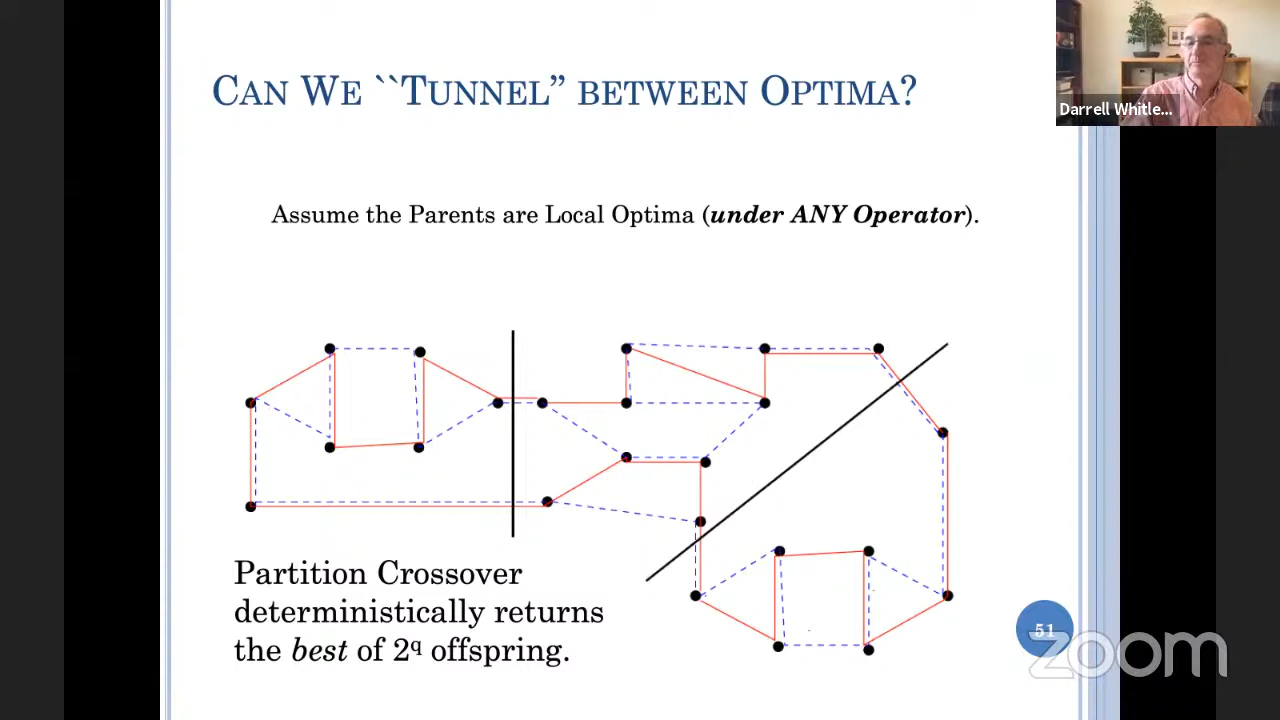 CAN WE ``TUNNEL” BETWEEN OPTIMA?
Darrell Whitle...
Assume the Parents are Local Optima (under ANY Operator).
Partition Crossover
deterministically returns
the best of 2q offspring.
51
zoom